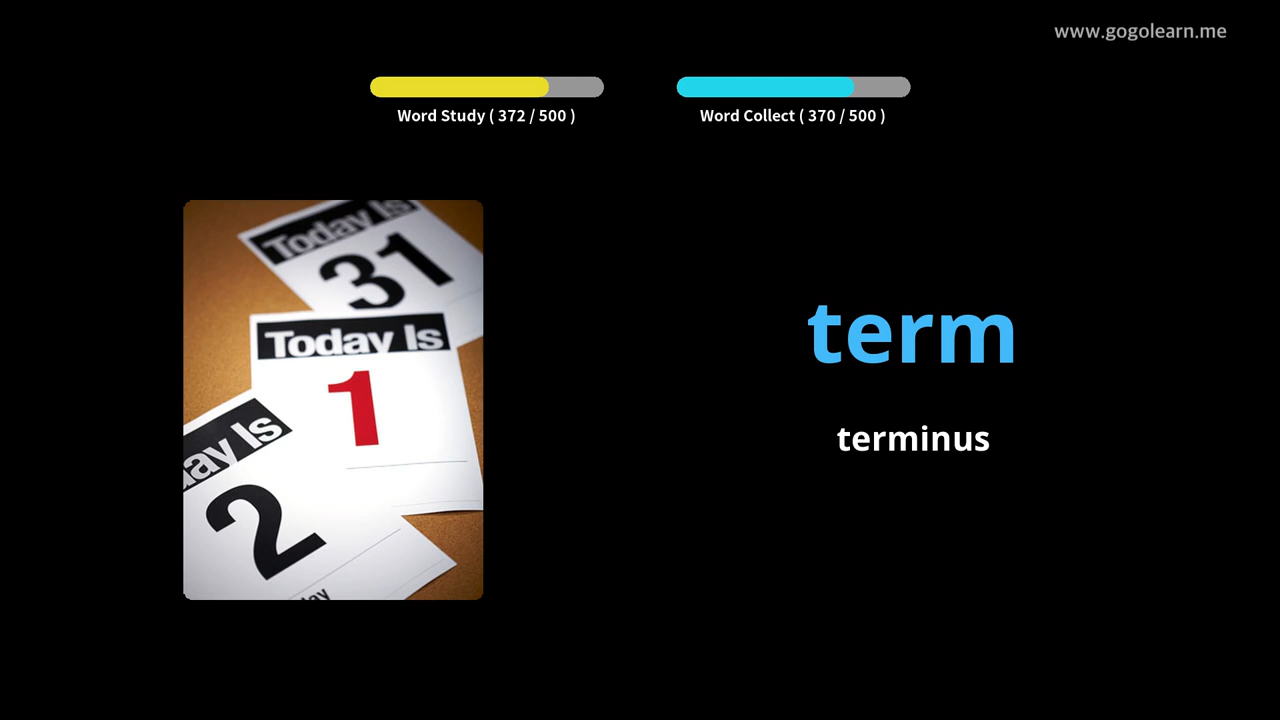 www.gogolearn.me
Word Study ( 372 / 500 )
Word Collect ( 370 / 500 )
Today Is
31
Today Is
1
ay Is
2
term
terminus